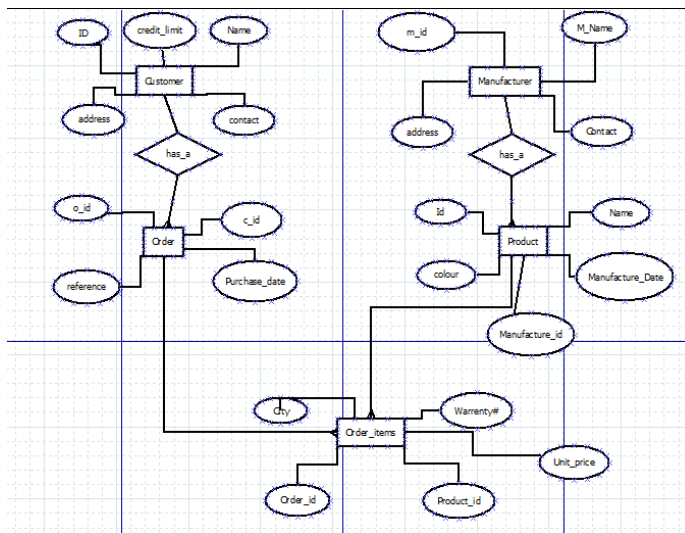 ID
credit_limit
Name
Customer
address
contact
has_a
o_id
c_id
Order
reference
Purchase_date
m_id
M_Name
Manufacturer
address
Contact
has_a
Id
Name
Product
colour
Manufacture_Date
Manufacture_id
Warrenty#
Order_items
Unit_price
Order_id
Product_id